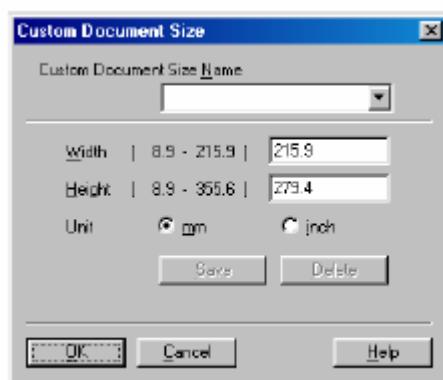 Custom Document Size
Custom Document Size Name
Width ( 8.9 - 215.9 ) 215.9
Height ( 8.9 - 355.6 ) 279.4
Unit mm inch
Save Delete
OK Cancel Help